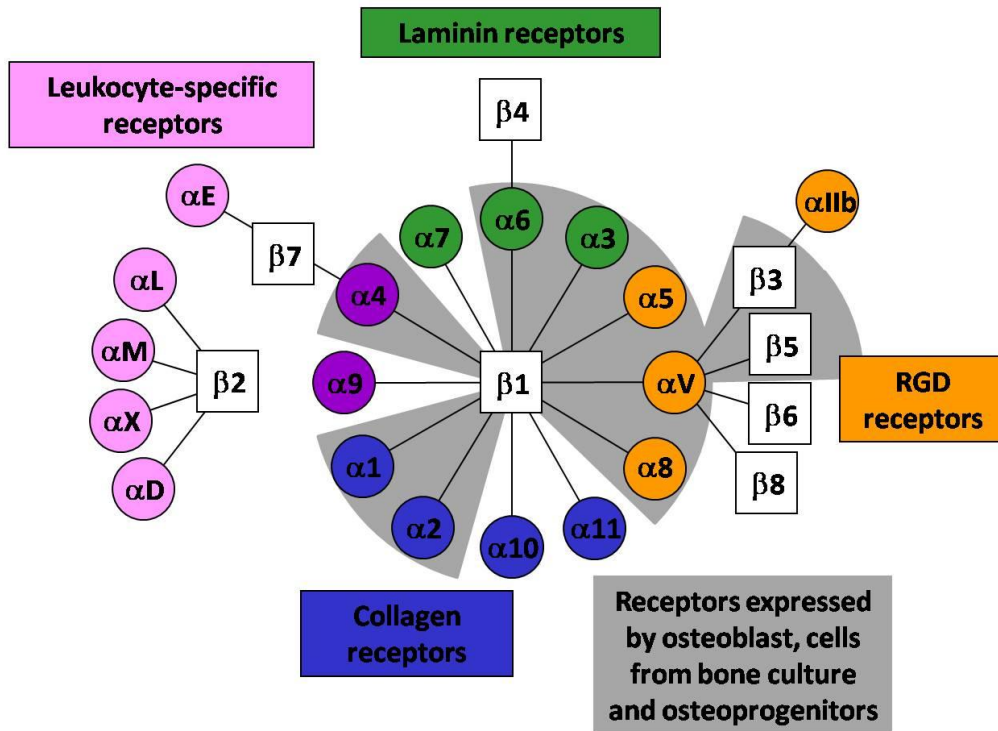 Laminin receptors
Leukocyte-specific
receptors
β4
αE
αIIb
α7
α6
α3
β7
β3
αL
α4
α5
αM
β5
β2
α9
β1
αV
RGD
receptors
αX
β6
α1
α8
β8
αD
α2
α10
α11
Collagen
receptors
Receptors expressed
by osteoblast, cells
from bone culture
and osteoprogenitors